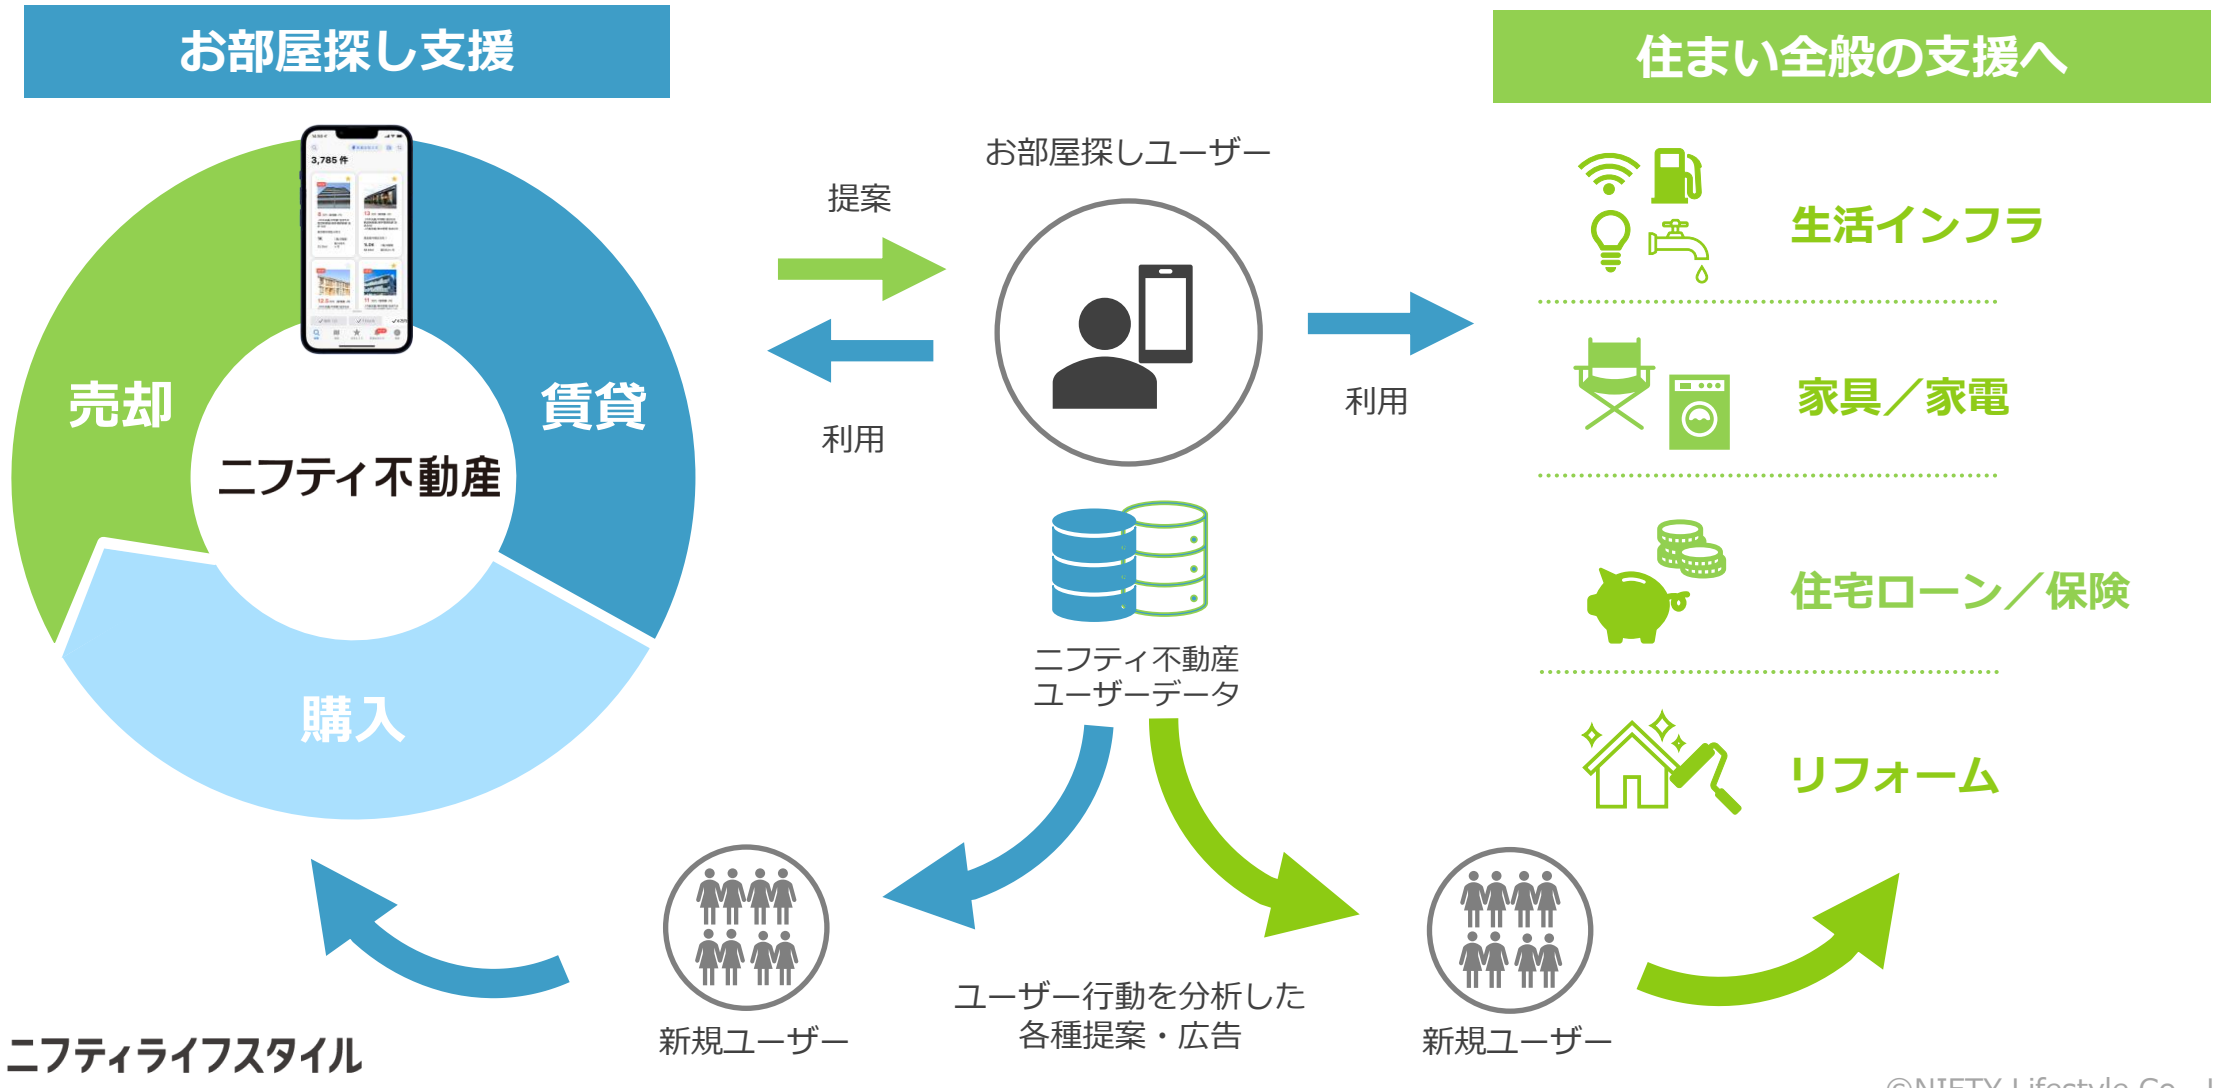 お部屋探し支援
住まい全般の支援へ
3,785 件
お部屋探しユーザー
提案
利用
利用
売却
賃貸
購入
ニフティ不動産
生活インフラ
家具／家電
住宅ローン／保険
リフォーム
ニフティ不動産
ユーザーデータ
ユーザー行動を分析した
各種提案・広告
新規ユーザー
新規ユーザー
ニフティライフスタイル
©NIFTY Lifestyle Co., L